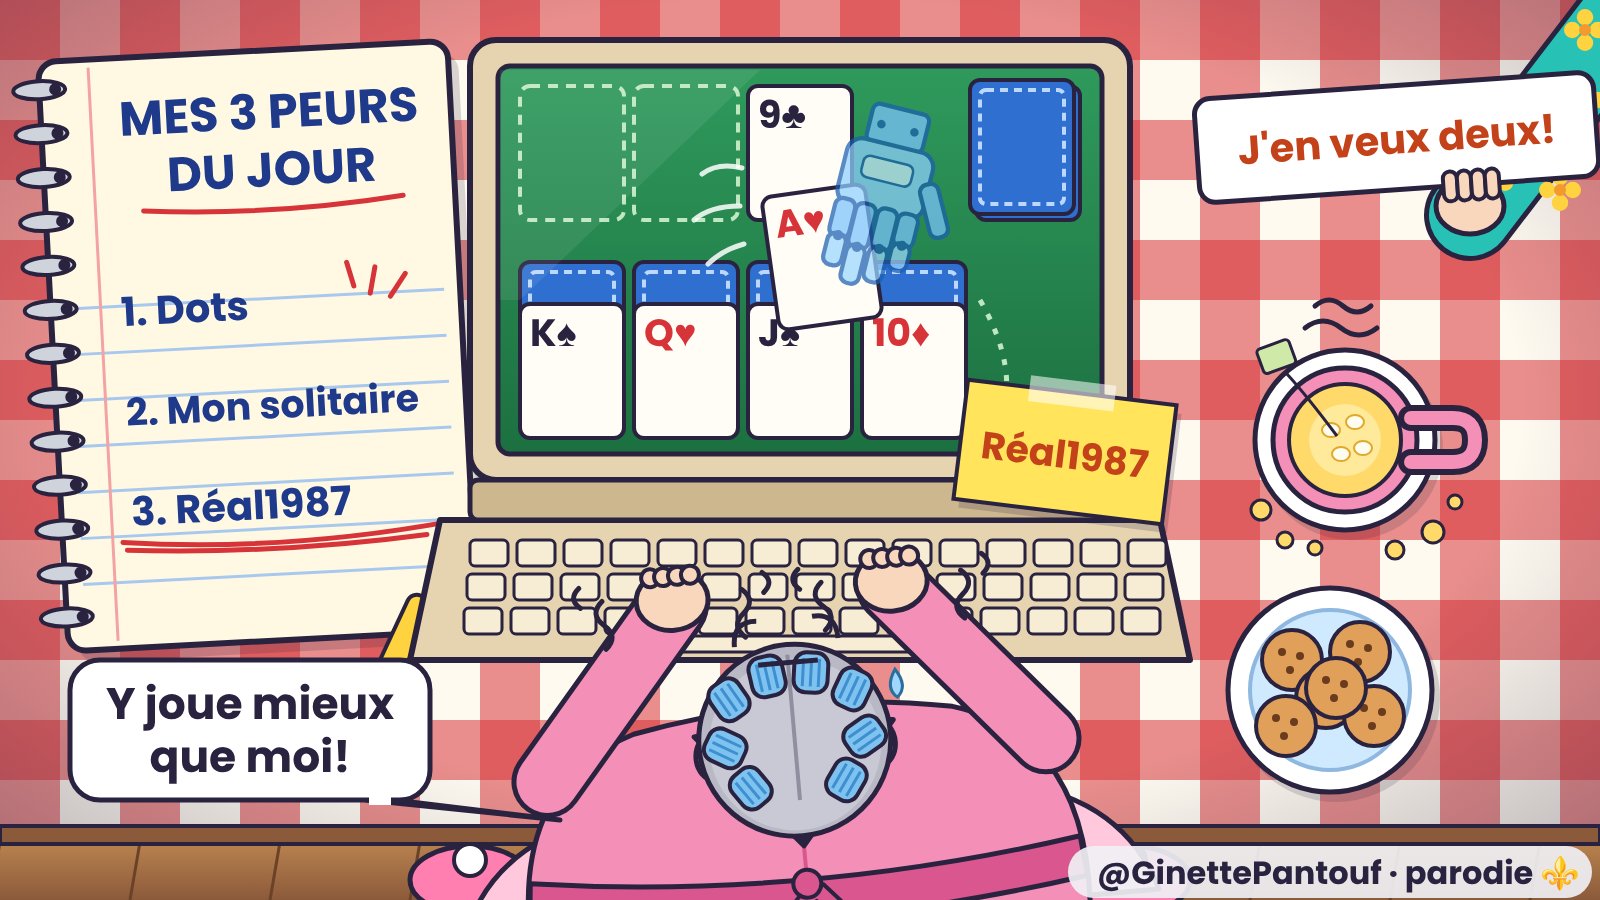 MES 3 PEURS
DU JOUR
1. Dots
2. Mon solitaire
3. Réal1987
9♣
A♥
K♠
Q♥
J♠
10♦
Réal1987
J'en veux deux!
Y joue mieux
que moi!
@GinettePantouf · parodie ⚜️